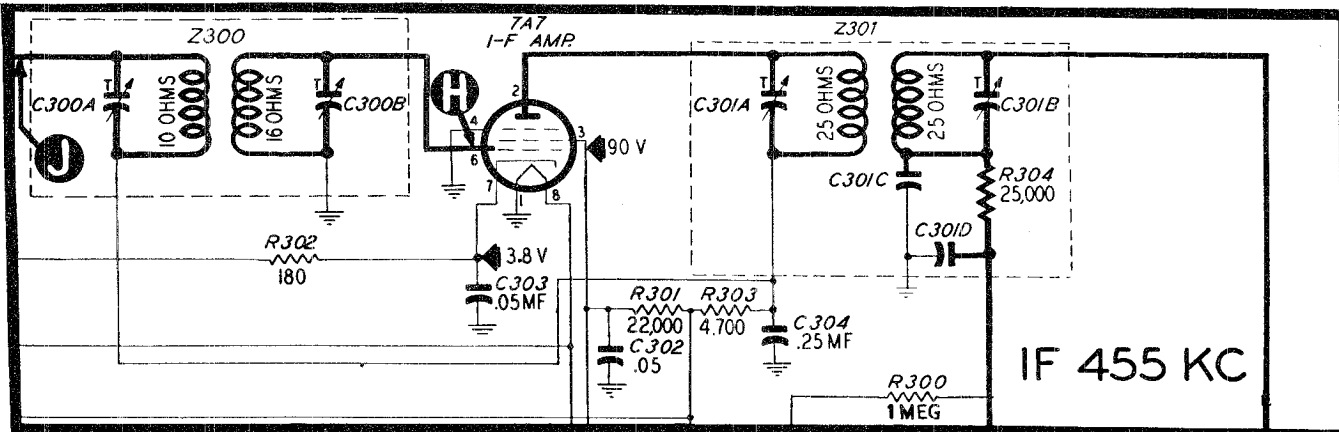 Z300
7A7
I-F AMP.
Z301
C300A
T
10 OHMS
16 OHMS
T
C300B
H
J
2
4
3
6
7
1
8
90 V
T
C301A
25 OHMS
25 OHMS
T
C301B
C301C
R304
25,000
C301D
R302
180
3.8 V
C303
.05MF
R301
22,000
R303
4.700
C302
.05
C304
.25 MF
R300
1 MEG
IF 455 KC